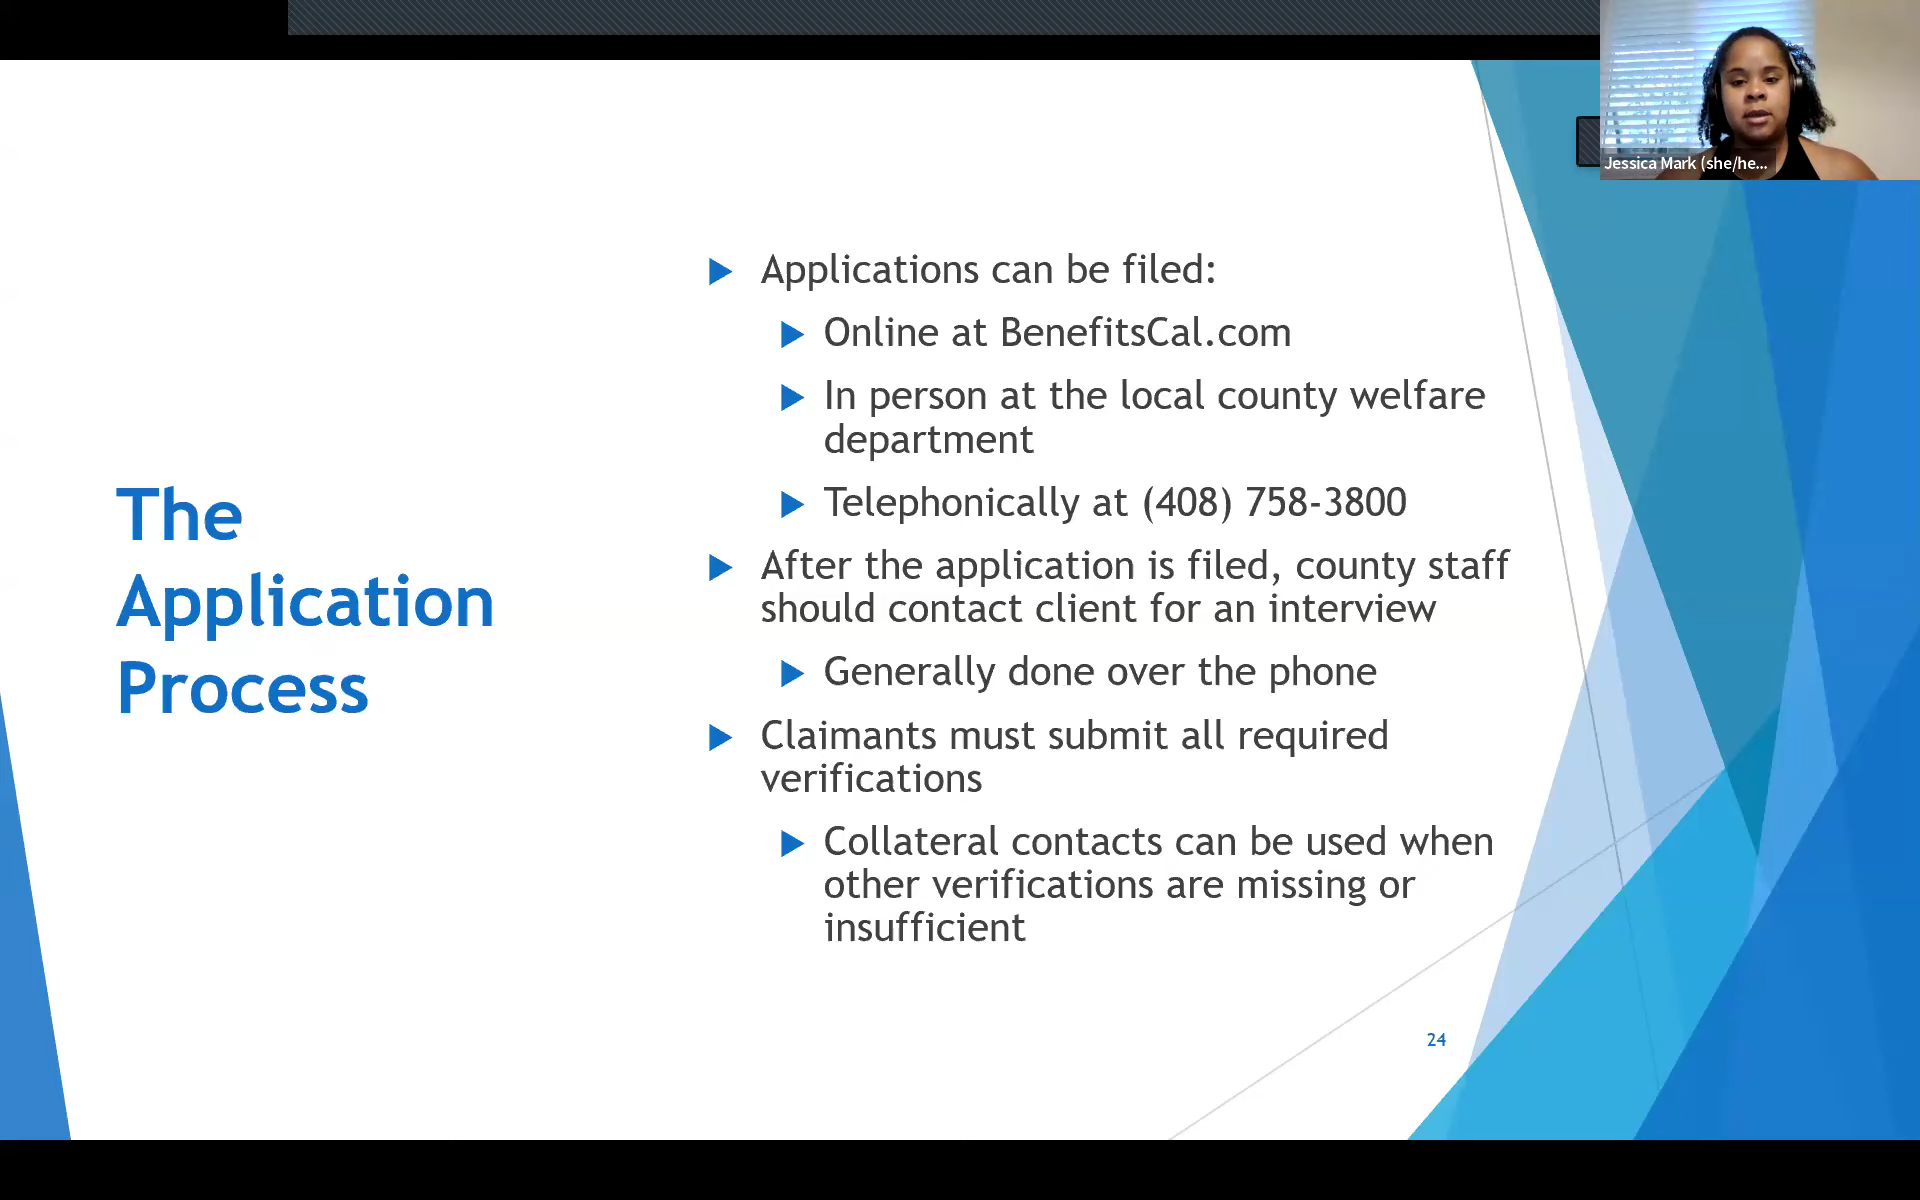 Jessica Mark (she/he...
The
Application
Process
Applications can be filed:
Online at BenefitsCal.com
In person at the local county welfare
department
Telephonically at (408) 758-3800
After the application is filed, county staff
should contact client for an interview
Generally done over the phone
Claimants must submit all required
verifications
Collateral contacts can be used when
other verifications are missing or
insufficient
24